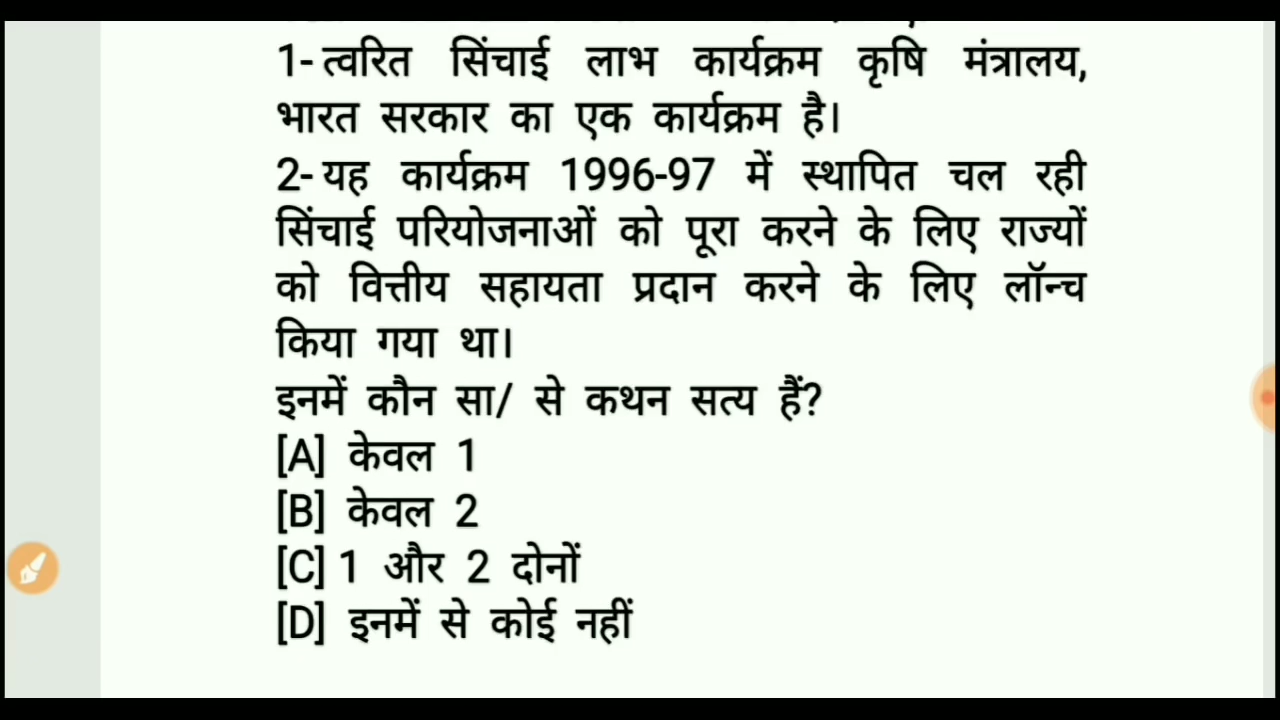 1- त्वरित सिंचाई लाभ कार्यक्रम कृषि मंत्रालय,
भारत सरकार का एक कार्यक्रम है।
2- यह कार्यक्रम 1996-97 में स्थापित चल रही
सिंचाई परियोजनाओं को पूरा करने के लिए राज्यों
को वित्तीय सहायता प्रदान करने के लिए लॉन्च
किया गया था।
इनमें कौन सा/ से कथन सत्य हैं?
[A] केवल 1
[B] केवल 2
[C] 1 और 2 दोनों
[D] इनमें से कोई नहीं